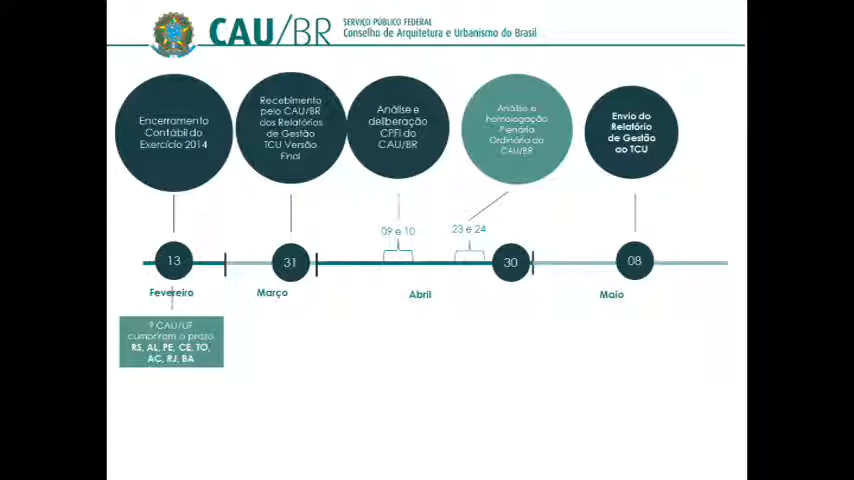 CAU/BR
SERVIÇO PÚBLICO FEDERAL
Conselho de Arquitetura e Urbanismo do Brasil
Encerramento
Contábil do
Exercício 2014
Recebimento
pelo CAU/BR
dos Relatórios
de Gestão
TCU Versão
Final
Análise e
deliberação
CPFI do
CAU/BR
Análise e
homologação
Plenária
Ordinária do
CAU/BR
Envio do
Relatório
de Gestão
ao TCU
09 e 10
23 e 24
13
31
30
08
Fevereiro
Março
Abril
Maio
CAU/UF
cumpriram o prazo
RS, AL, PE, CE, TO,
AC, RJ, BA